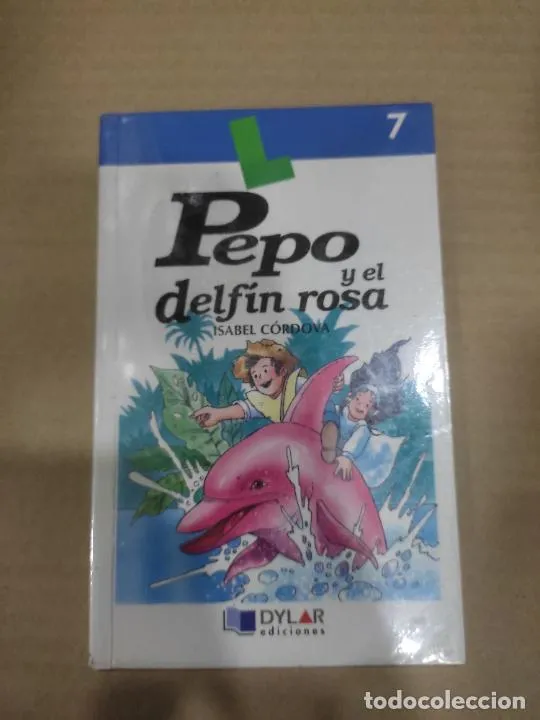 7
L
Pepo
y el
delfín rosa
ISABEL CÓRDOVA
DYLAR
ediciones
todocoleccion